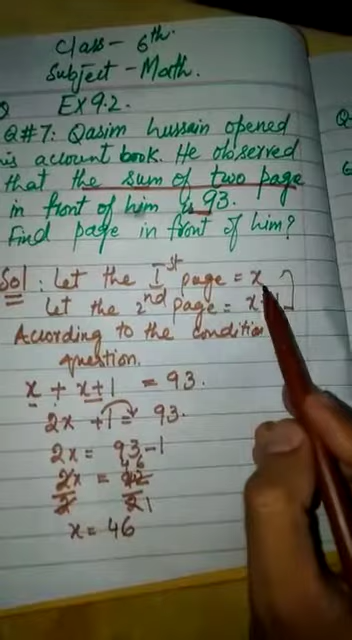 Class - 6th.
Subject - Math.
Q EX 9.2.
Q#7: Qasim hussain opened
his account book. He observed
that the sum of two page
in front of him is 93.
Find page in front of him?
Sol : Let the 1st page = x
Let the 2nd page = x+1
According to the condition
question.
x + x+1 = 93.
2x +1 = 93.
2x = 93-1
46
2x = 92
2 2 1
x = 46